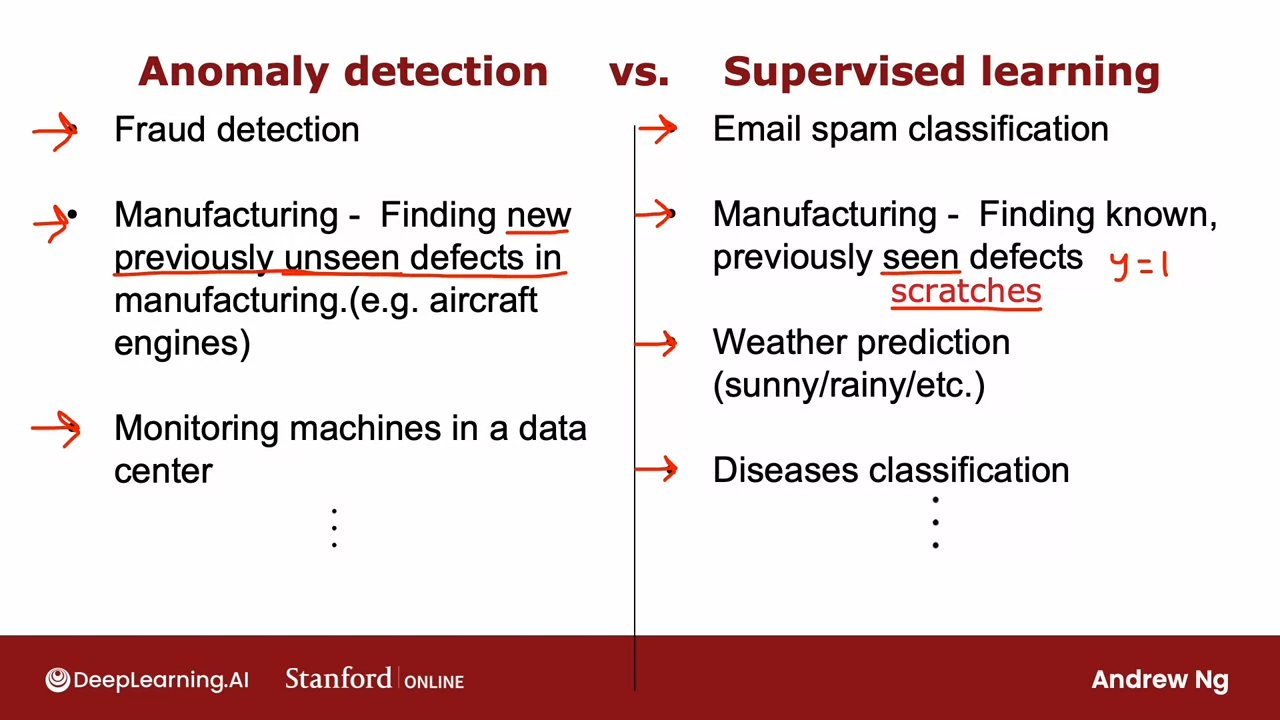 Anomaly detection vs. Supervised learning
• Fraud detection
• Manufacturing - Finding new
previously unseen defects in
manufacturing.(e.g. aircraft
engines)
• Monitoring machines in a data
center
⋮
• Email spam classification
• Manufacturing - Finding known,
previously seen defects y=1
scratches
• Weather prediction
(sunny/rainy/etc.)
• Diseases classification
⋮
DeepLearning.AI Stanford | ONLINE Andrew Ng